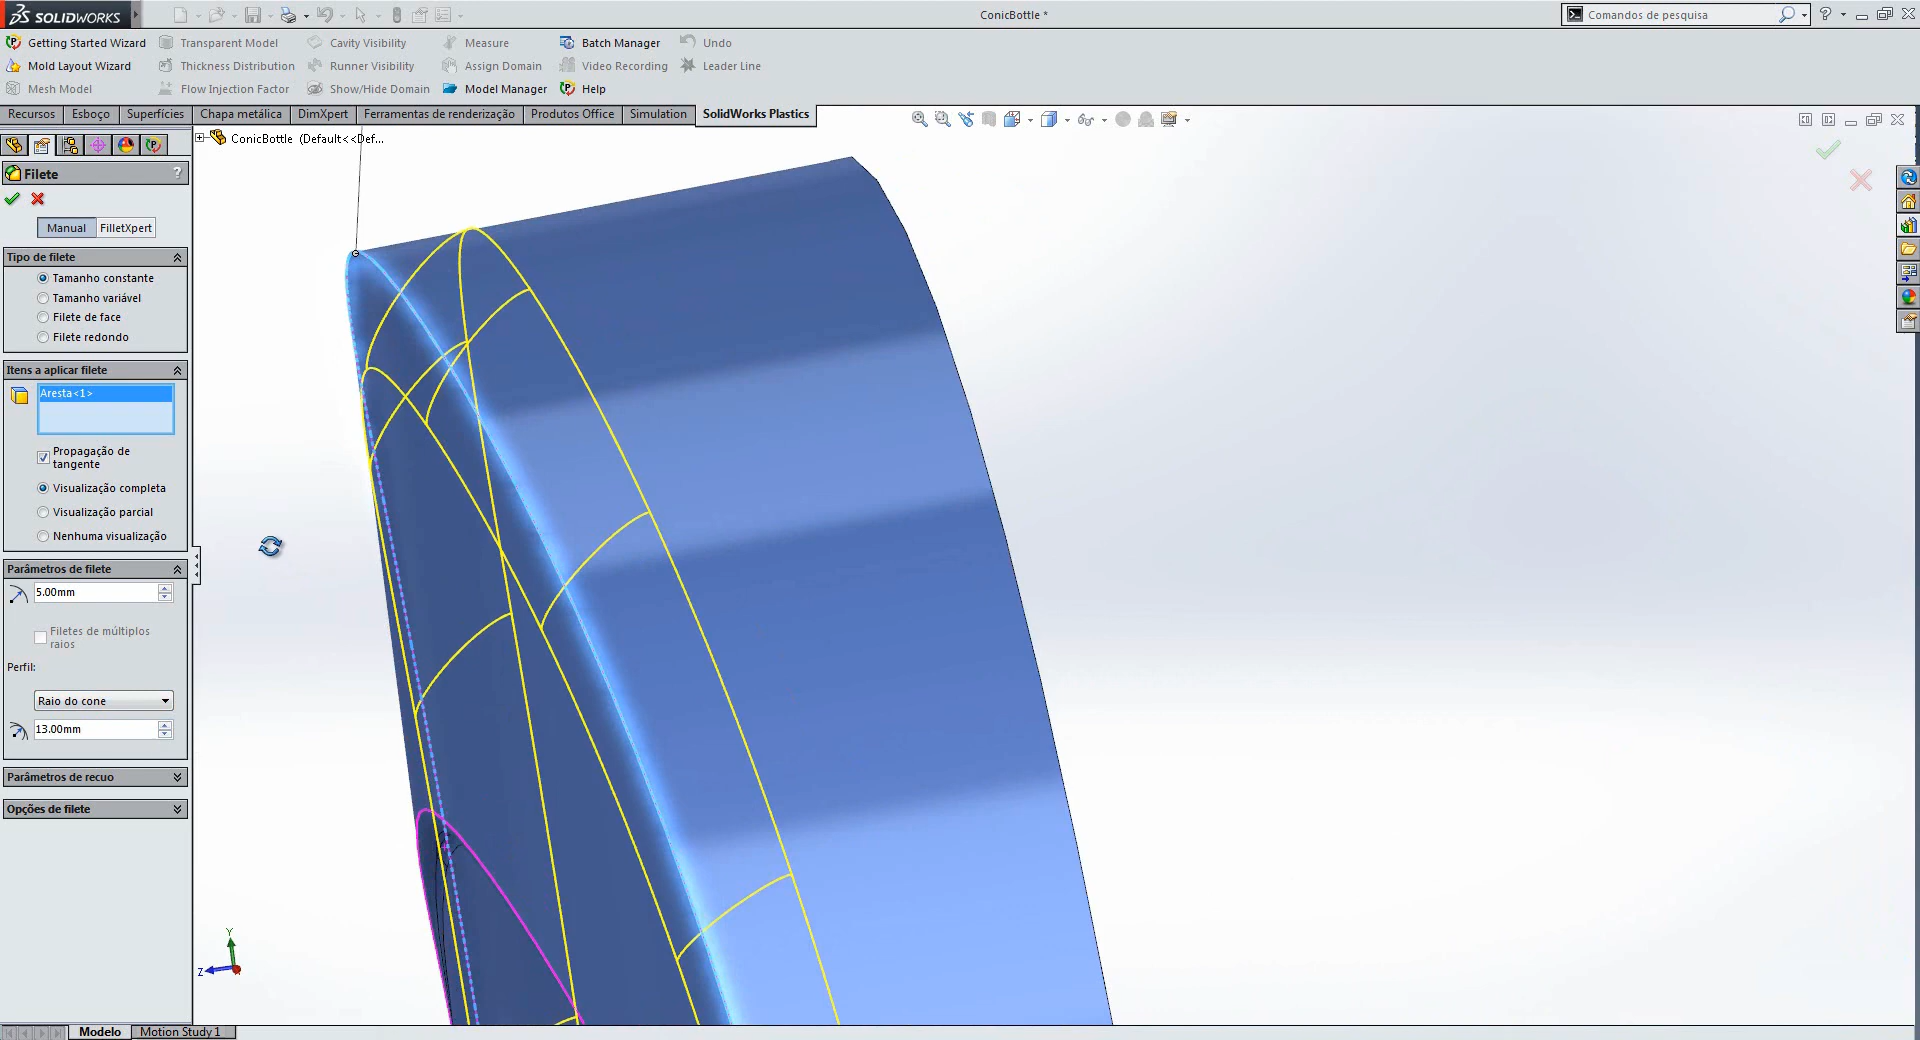 SOLIDWORKS
ConicBottle *
Comandos de pesquisa
Getting Started Wizard
Transparent Model
Cavity Visibility
Measure
Batch Manager
Undo
Mold Layout Wizard
Thickness Distribution
Runner Visibility
Assign Domain
Video Recording
Leader Line
Mesh Model
Flow Injection Factor
Show/Hide Domain
Model Manager
Help
Recursos
Esboço
Superfícies
Chapa metálica
DimXpert
Ferramentas de renderização
Produtos Office
Simulation
SolidWorks Plastics
ConicBottle (Default<<Def...
Filete
?
Manual
FilletXpert
Tipo de filete
Tamanho constante
Tamanho variável
Filete de face
Filete redondo
Itens a aplicar filete
Aresta<1>
Propagação de
tangente
Visualização completa
Visualização parcial
Nenhuma visualização
Parâmetros de filete
5.00mm
Filetes de múltiplos
raios
Perfil:
Raio do cone
13.00mm
Parâmetros de recuo
Opções de filete
Y
Z
Modelo
Motion Study 1